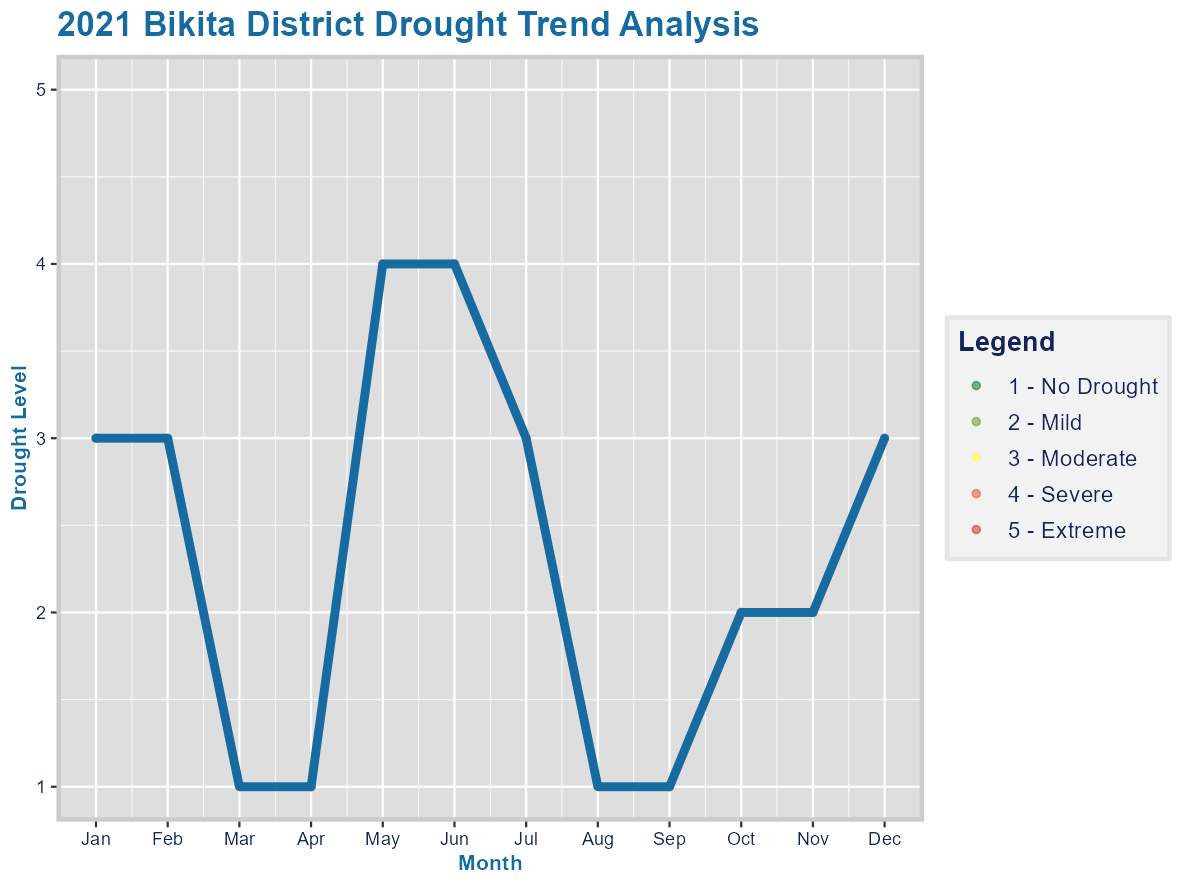 2021 Bikita District Drought Trend Analysis
5
4
3
2
1
Drought Level
Jan Feb Mar Apr May Jun Jul Aug Sep Oct Nov Dec
Month
Legend
1 - No Drought
2 - Mild
3 - Moderate
4 - Severe
5 - Extreme